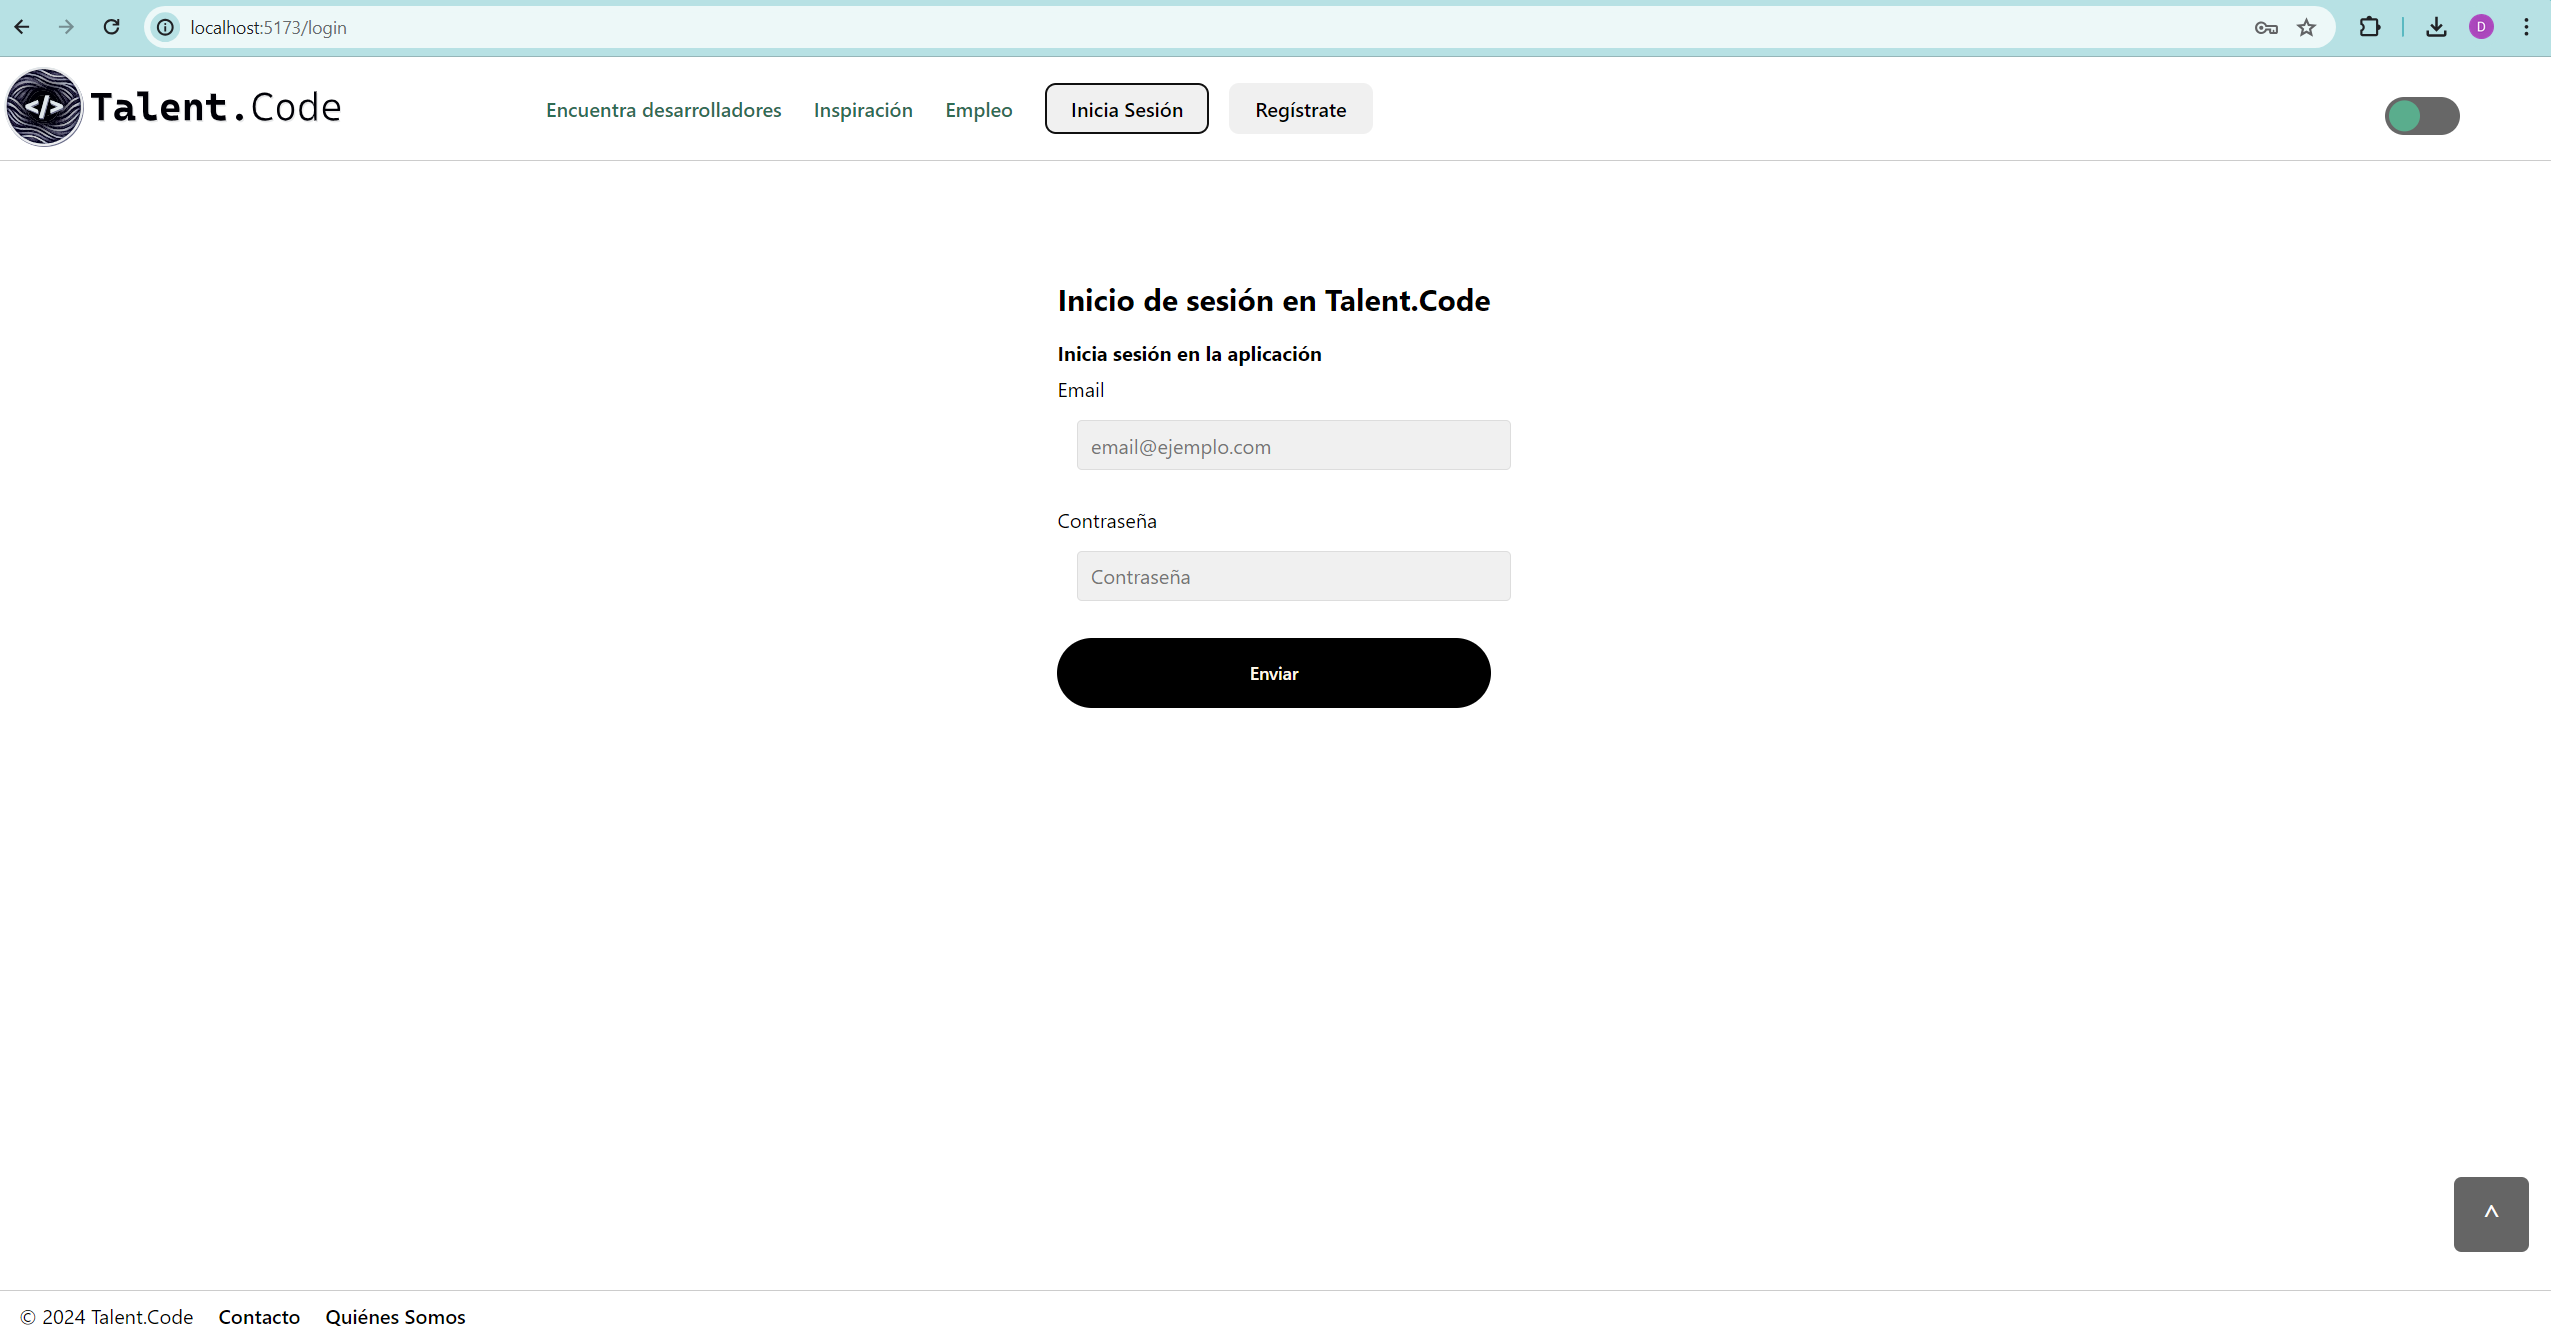 localhost:5173/login
D
</> Talent.Code
Encuentra desarrolladores Inspiración Empleo Inicia Sesión Regístrate
Inicio de sesión en Talent.Code
Inicia sesión en la aplicación
Email
email@ejemplo.com
Contraseña
Contraseña
Enviar
^
© 2024 Talent.Code Contacto Quiénes Somos